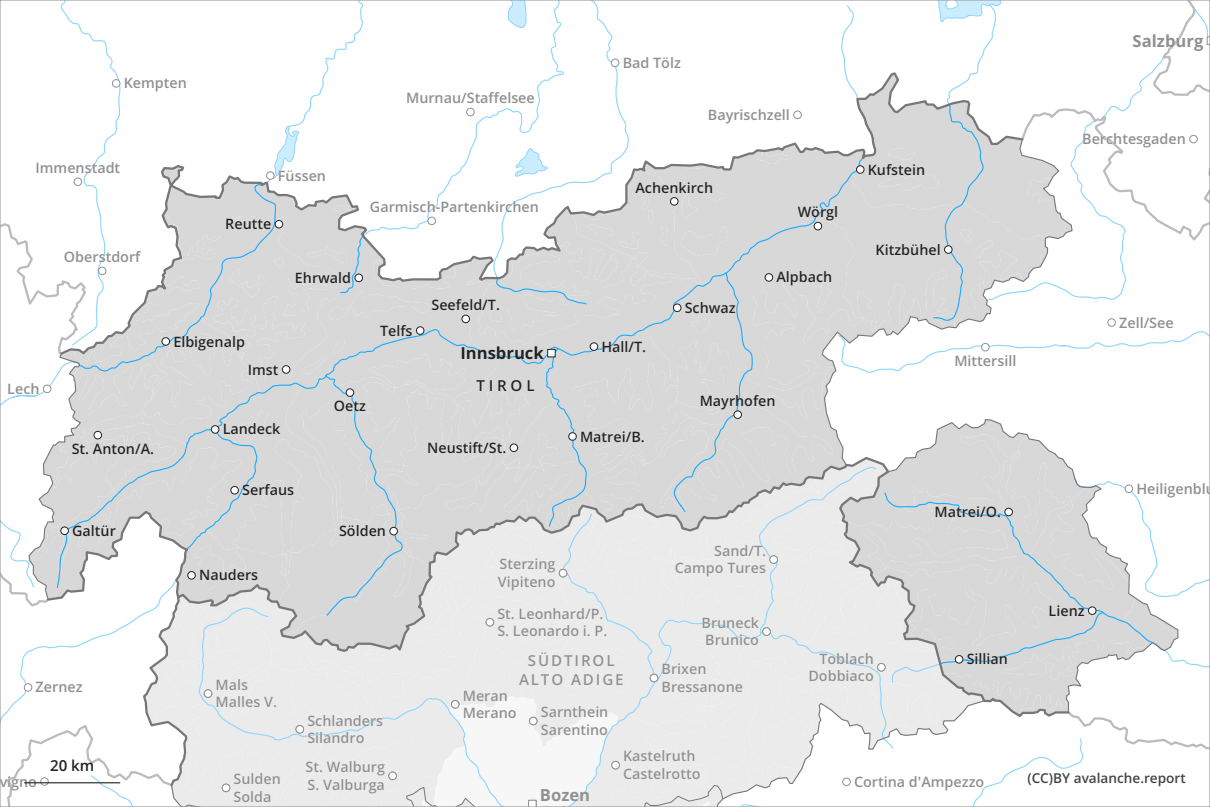 Salzburg
Bad Tölz
Kempten
Murnau/Staffelsee
Bayrischzell
Berchtesgaden
Immenstadt
Füssen
Kufstein
Achenkirch
Garmisch-Partenkirchen
Wörgl
Reutte
Kitzbühel
Oberstdorf
Ehrwald
Alpbach
Seefeld/T.
Schwaz
Zell/See
Telfs
Elbigenalp
Innsbruck
Hall/T.
Mittersill
Imst
TIROL
Lech
Oetz
Mayrhofen
Landeck
Matrei/B.
St. Anton/A.
Neustift/St.
Serfaus
Heiligenblu
Matrei/O.
Galtür
Sölden
Sand/T.
Campo Tures
Sterzing
Vipiteno
Nauders
St. Leonhard/P.
S. Leonardo i. P.
Lienz
Bruneck
Brunico
SÜDTIROL
ALTO ADIGE
Toblach
Dobbiaco
Sillian
Brixen
Bressanone
Zernez
Mals
Malles V.
Meran
Merano
Sarnthein
Sarentino
Schlanders
Silandro
Kastelruth
Castelrotto
20 km
St. Walburg
S. Valburga
vigno
Sulden
Solda
Cortina d'Ampezzo
(CC)BY avalanche.report
Bozen